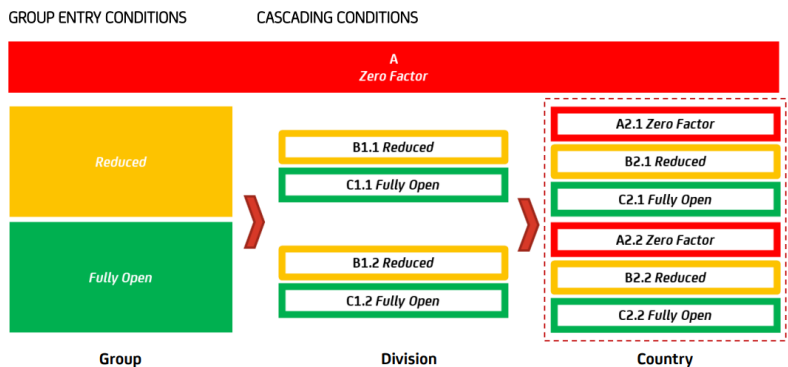 GROUP ENTRY CONDITIONS
CASCADING CONDITIONS
A
Zero Factor
Reduced
Fully Open
B1.1 Reduced
C1.1 Fully Open
B1.2 Reduced
C1.2 Fully Open
A2.1 Zero Factor
B2.1 Reduced
C2.1 Fully Open
A2.2 Zero Factor
B2.2 Reduced
C2.2 Fully Open
Group
Division
Country